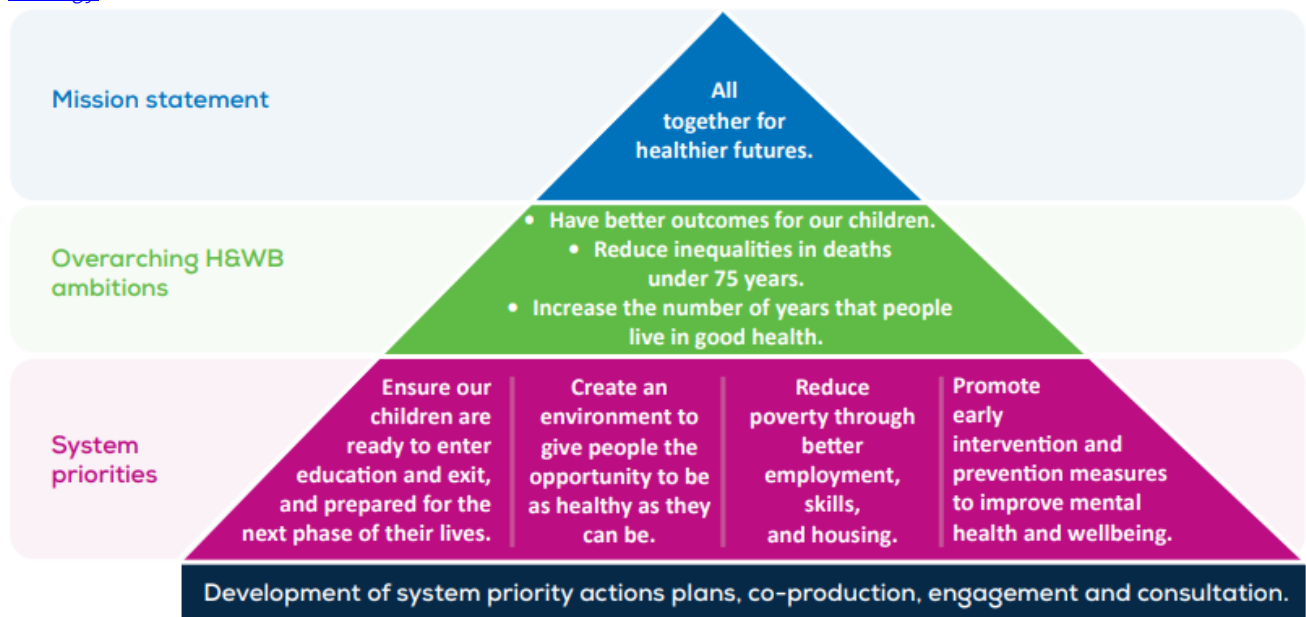 Mission statement
All
together for
healthier futures.
Overarching H&WB
ambitions
• Have better outcomes for our children.
• Reduce inequalities in deaths
under 75 years.
• Increase the number of years that people
live in good health.
System
priorities
Ensure our
children are
ready to enter
education and exit,
and prepared for the
next phase of their lives.
Create an
environment to
give people the
opportunity to be
as healthy as they
can be.
Reduce
poverty through
better
employment,
skills,
and housing.
Promote
early
intervention and
prevention measures
to improve mental
health and wellbeing.
Development of system priority actions plans, co-production, engagement and consultation.